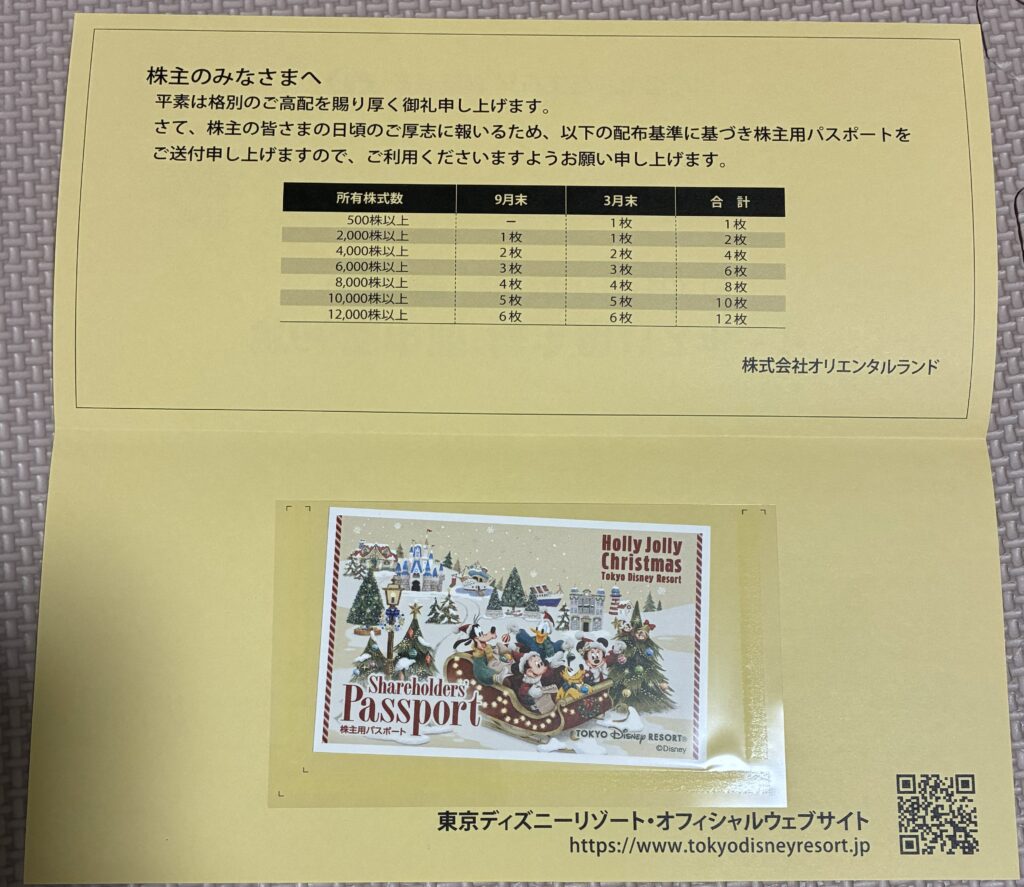 株主のみなさまへ
平素は格別のご高配を賜り厚く御礼申し上げます。
さて、株主の皆さまの日頃のご厚志に報いるため、以下の配布基準に基づき株主用パスポートを
ご送付申し上げますので、ご利用くださいますようお願い申し上げます。
所有株式数 9月末 3月末 合 計
500株以上 － 1枚 1枚
2,000株以上 1枚 1枚 2枚
4,000株以上 2枚 2枚 4枚
6,000株以上 3枚 3枚 6枚
8,000株以上 4枚 4枚 8枚
10,000株以上 5枚 5枚 10枚
12,000株以上 6枚 6枚 12枚
株式会社オリエンタルランド
Holly Jolly
Christmas
Tokyo Disney Resort
Shareholders'
Passport
株主用パスポート
TOKYO Disney RESORT®
©Disney
東京ディズニーリゾート・オフィシャルウェブサイト
https://www.tokyodisneyresort.jp